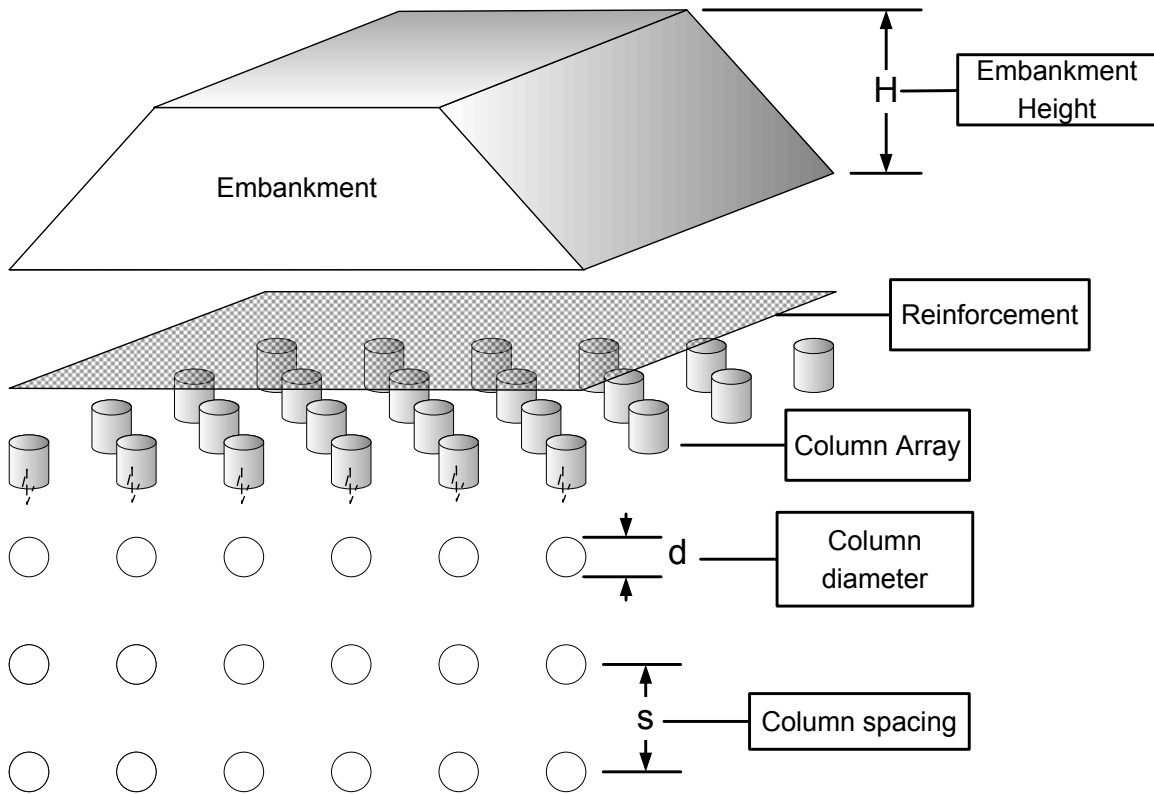 H
Embankment
Height
Embankment
Reinforcement
Column Array
d
Column
diameter
s
Column spacing